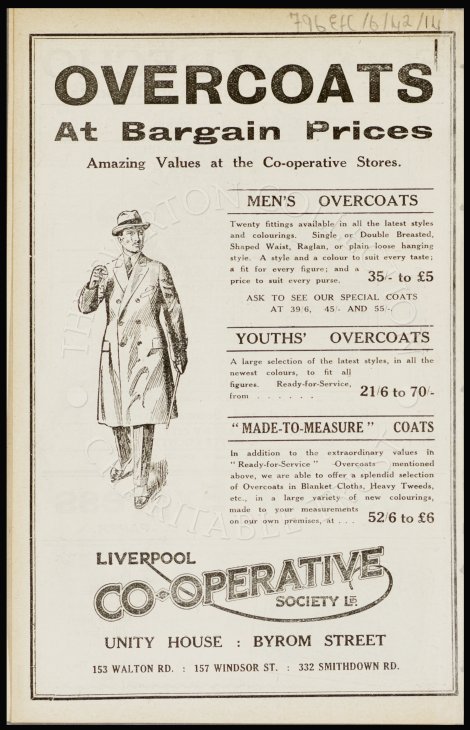 OVERCOATS
At Bargain Prices
Amazing Values at the Co-operative Stores.
MEN'S OVERCOATS
Twenty fittings available in all the latest styles
and colourings. Single or Double Breasted,
Shaped Waist, Raglan, or plain loose hanging
style. A style and a colour to suit every taste;
a fit for every figure; and a
price to suit every purse. 35/- to £5
ASK TO SEE OUR SPECIAL COATS
AT 39/6, 45/- AND 55/-.
YOUTHS' OVERCOATS
A large selection of the latest styles, in all the
newest colours, to fit all
figures. Ready-for-Service,
from . . . . . . . 21/6 to 70/-
"MADE-TO-MEASURE" COATS
In addition to the extraordinary values in
"Ready-for-Service" Overcoats mentioned
above, we are able to offer a splendid selection
of Overcoats in Blanket Cloths, Heavy Tweeds,
etc., in a large variety of new colourings,
made to your measurements
on our own premises, at . . . 52/6 to £6
LIVERPOOL
CO-OPERATIVE
SOCIETY LTD.
UNITY HOUSE : BYROM STREET
153 WALTON RD. : 157 WINDSOR ST. : 332 SMITHDOWN RD.